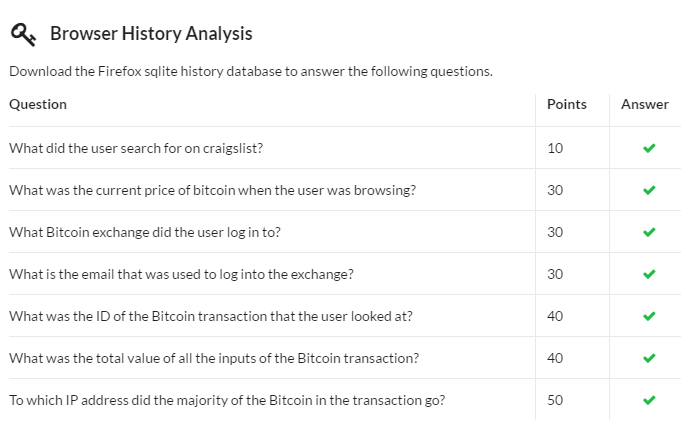 Browser History Analysis
Download the Firefox sqlite history database to answer the following questions.
Question Points Answer
What did the user search for on craigslist? 10
What was the current price of bitcoin when the user was browsing? 30
What Bitcoin exchange did the user log in to? 30
What is the email that was used to log into the exchange? 30
What was the ID of the Bitcoin transaction that the user looked at? 40
What was the total value of all the inputs of the Bitcoin transaction? 40
To which IP address did the majority of the Bitcoin in the transaction go? 50